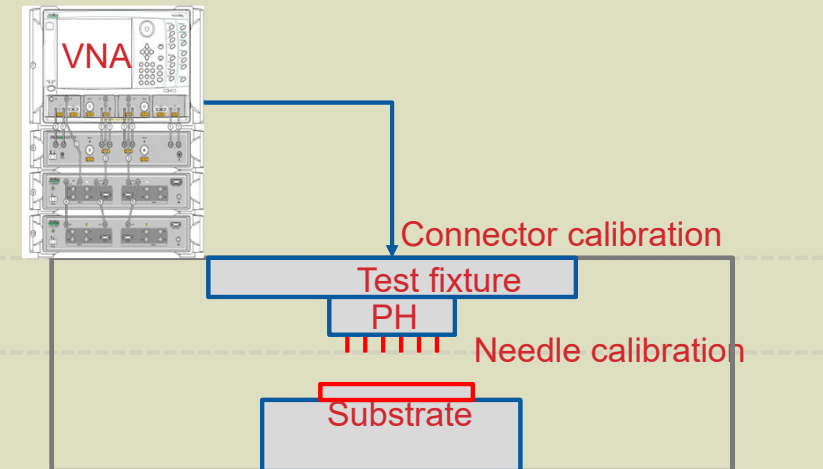 VNA
Connector calibration
Test fixture
PH
Needle calibration
Substrate